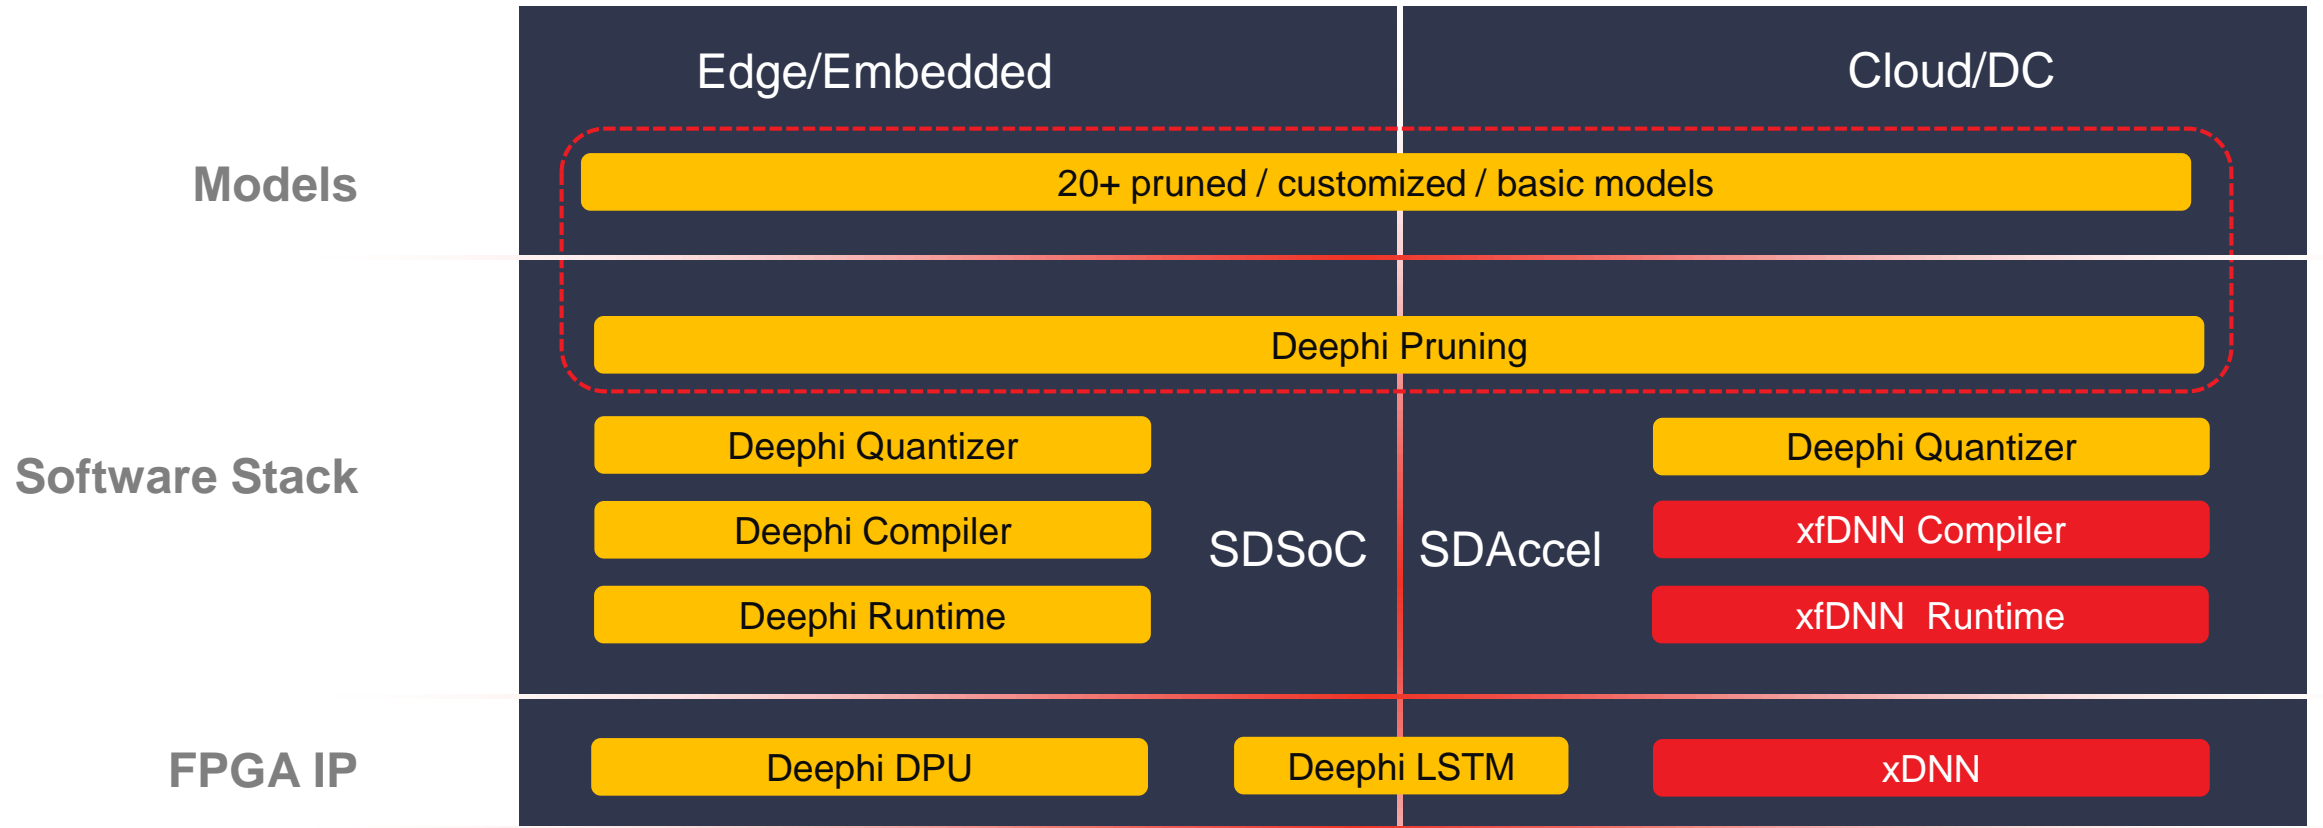 Edge/Embedded
Cloud/DC
Models
20+ pruned / customized / basic models
Deephi Pruning
Software Stack
Deephi Quantizer
Deephi Quantizer
Deephi Compiler
SDSoC
SDAccel
xfDNN Compiler
Deephi Runtime
xfDNN  Runtime
FPGA IP
Deephi DPU
Deephi LSTM
xDNN